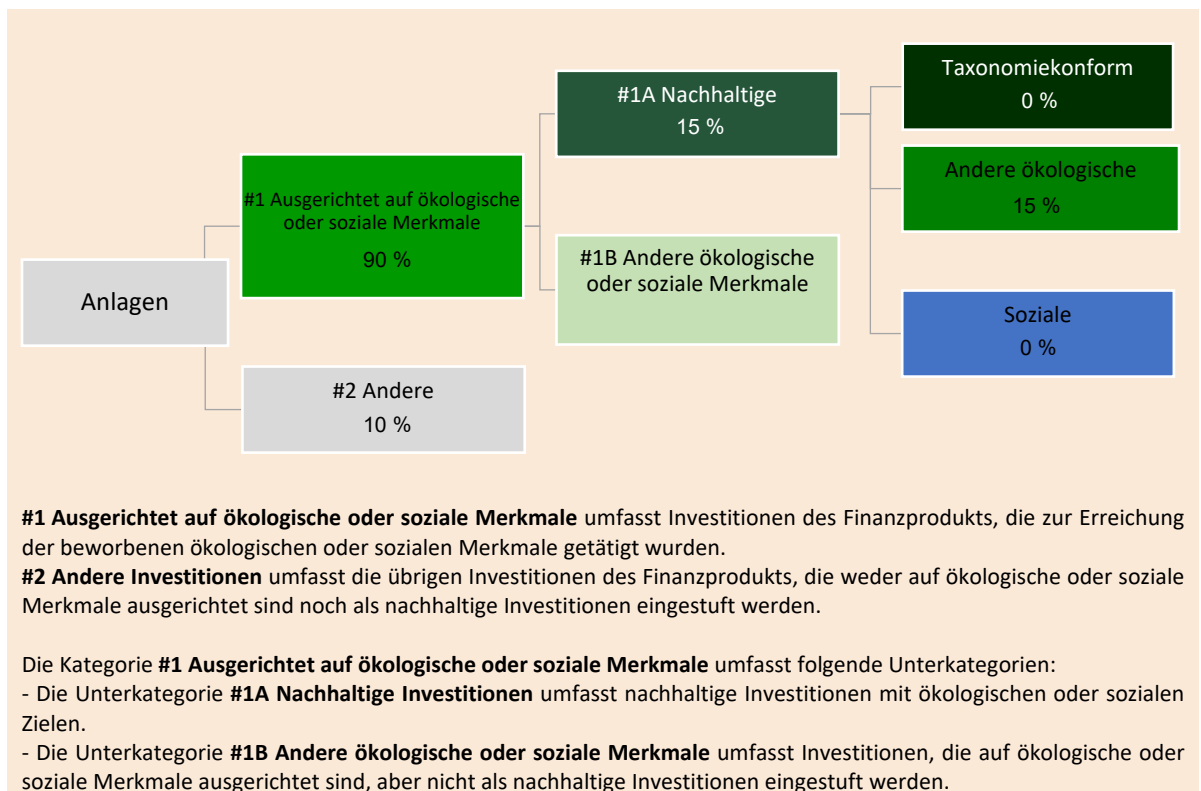 Anlagen
#1 Ausgerichtet auf ökologische
oder soziale Merkmale
90 %
#2 Andere
10 %
#1A Nachhaltige
15 %
#1B Andere ökologische
oder soziale Merkmale
Taxonomiekonform
0 %
Andere ökologische
15 %
Soziale
0 %
#1 Ausgerichtet auf ökologische oder soziale Merkmale umfasst Investitionen des Finanzprodukts, die zur Erreichung
der beworbenen ökologischen oder sozialen Merkmale getätigt wurden.
#2 Andere Investitionen umfasst die übrigen Investitionen des Finanzprodukts, die weder auf ökologische oder soziale
Merkmale ausgerichtet sind noch als nachhaltige Investitionen eingestuft werden.
Die Kategorie #1 Ausgerichtet auf ökologische oder soziale Merkmale umfasst folgende Unterkategorien:
- Die Unterkategorie #1A Nachhaltige Investitionen umfasst nachhaltige Investitionen mit ökologischen oder sozialen
Zielen.
- Die Unterkategorie #1B Andere ökologische oder soziale Merkmale umfasst Investitionen, die auf ökologische oder
soziale Merkmale ausgerichtet sind, aber nicht als nachhaltige Investitionen eingestuft werden.